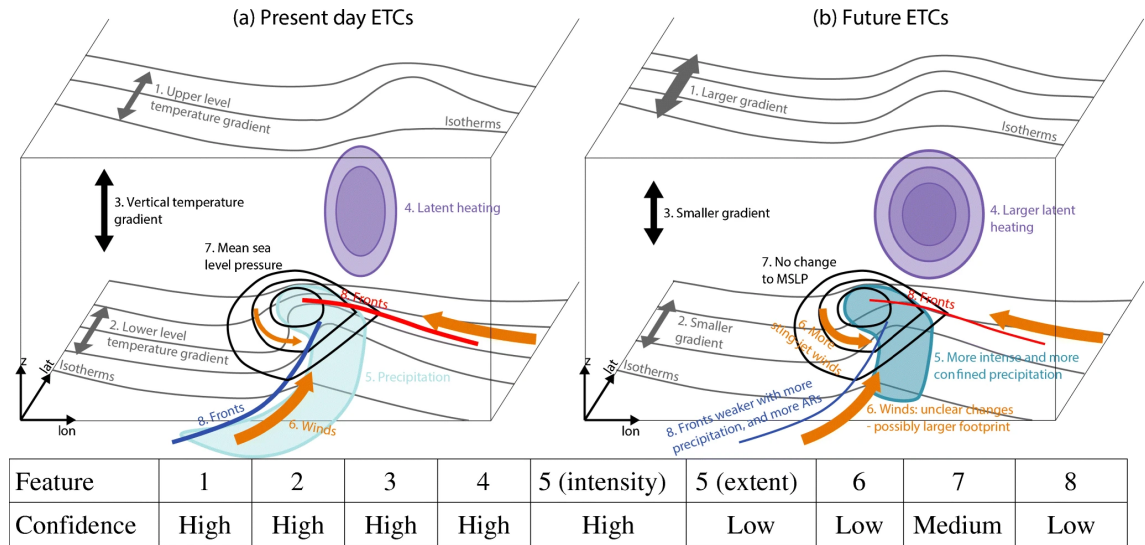 (a) Present day ETCs
1. Upper level
temperature gradient
Isotherms
3. Vertical temperature
gradient
4. Latent heating
7. Mean sea
level pressure
8. Fronts
2. Lower level
temperature gradient
Isotherms
5. Precipitation
8. Fronts
6. Winds
z
lat
lon
(b) Future ETCs
1. Larger gradient
Isotherms
3. Smaller gradient
4. Larger latent
heating
7. No change
to MSLP
8. Fronts
2. Smaller
gradient
Isotherms
6. More
sting-jet winds
5. More intense and more
confined precipitation
8. Fronts weaker with more
precipitation, and more ARs
6. Winds: unclear changes
- possibly larger footprint
z
lat
lon
Feature 1 2 3 4 5 (intensity) 5 (extent) 6 7 8
Confidence High High High High High Low Low Medium Low